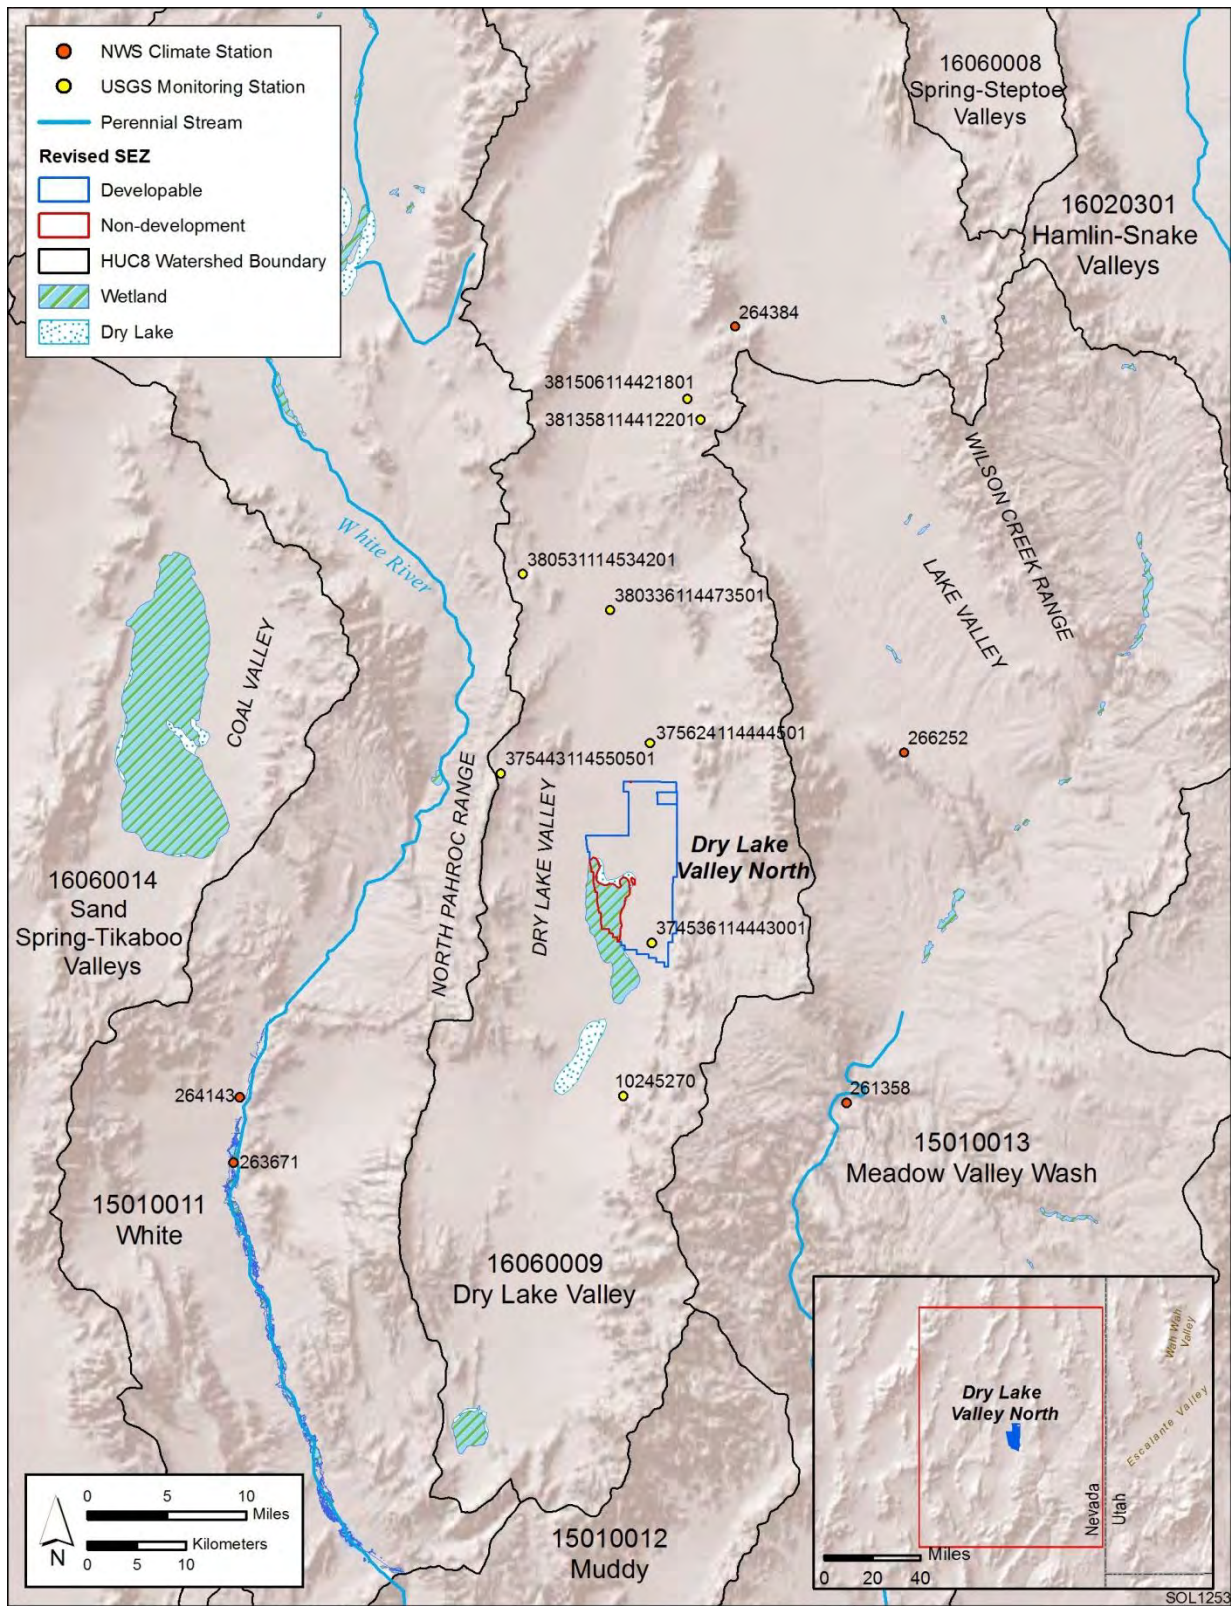 NWS Climate Station
USGS Monitoring Station
Perennial Stream
Revised SEZ
Developable
Non-development
HUC8 Watershed Boundary
Wetland
Dry Lake
16060008
Spring-Steptoe
Valleys
16020301
Hamlin-Snake
Valleys
264384
381506114421801
381358114412201
WILSON CREEK RANGE
White River
380531114534201
380336114473501
LAKE VALLEY
COAL VALLEY
375624114444501
266252
375443114550501
NORTH PAHROC RANGE
DRY LAKE VALLEY
Dry Lake
Valley North
16060014
Sand
Spring-Tikaboo
Valleys
374536114443001
264143
10245270
261358
263671
15010013
Meadow Valley Wash
15010011
White
16060009
Dry Lake Valley
15010012
Muddy
0 5 10
Miles
Kilometers
0 5 10
N
Wah Wah
Valley
Dry Lake
Valley North
Escalante Valley
Nevada
Utah
Miles
0 20 40
SOL1253